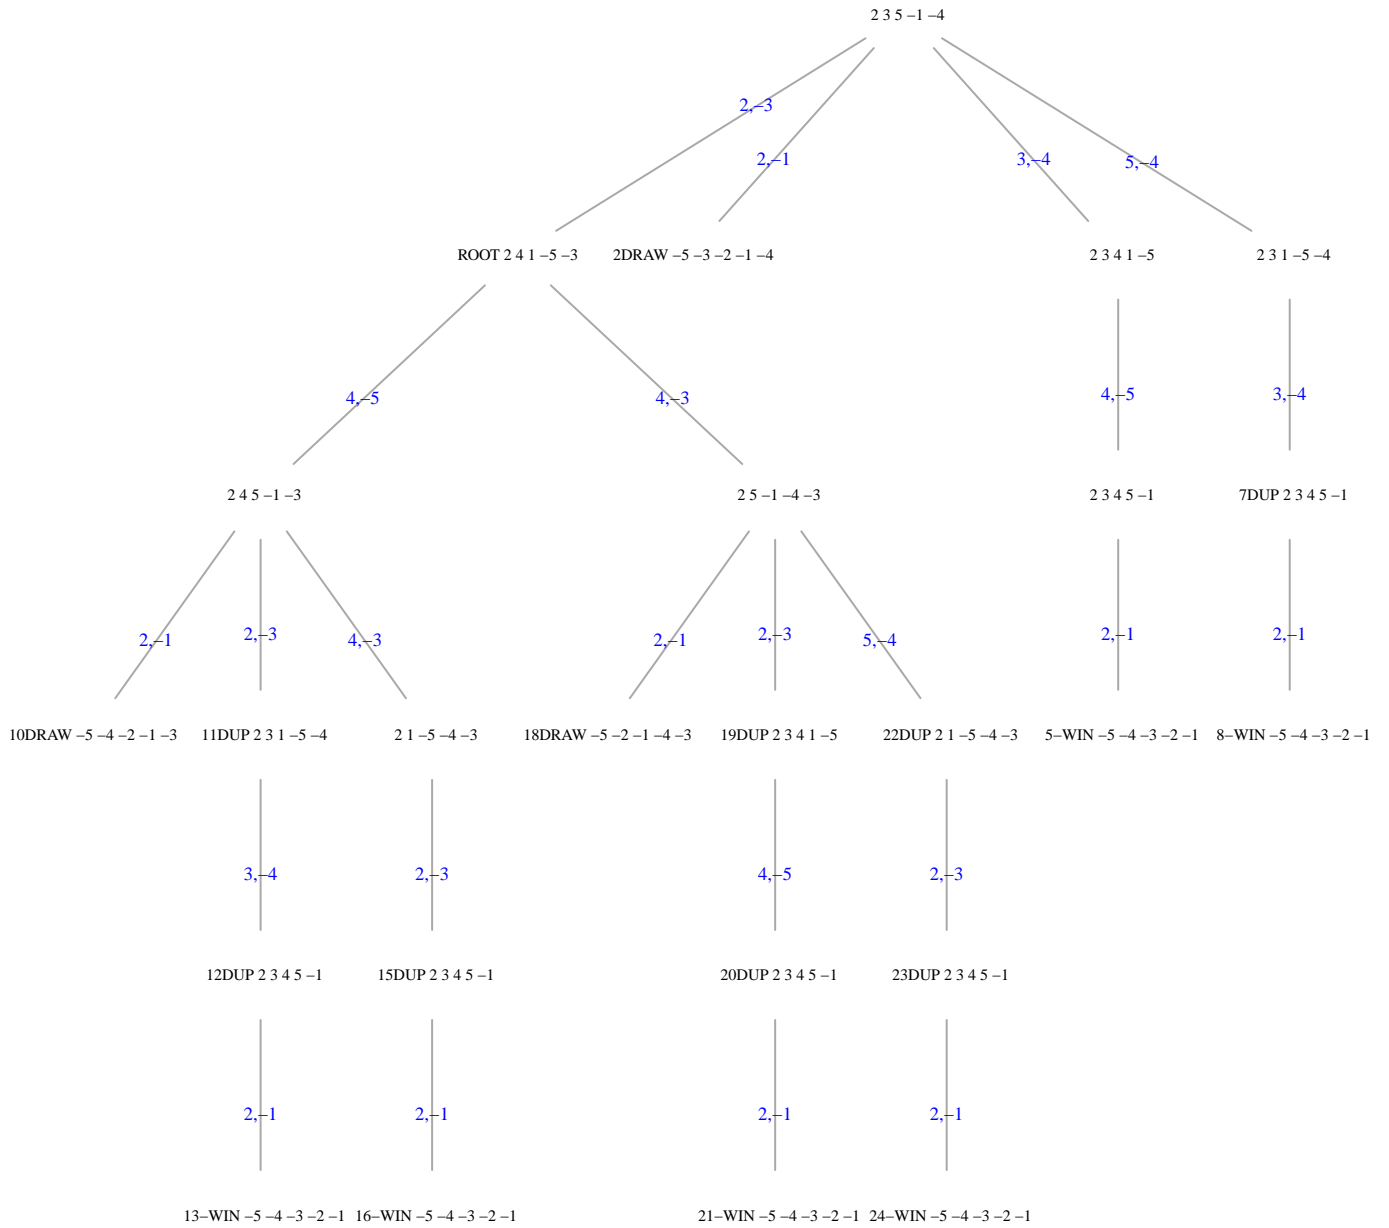 2 3 5 –1 –4
2,–3
2,–1
3,–4
5,–4
ROOT 2 4 1 –5 –3
2DRAW –5 –3 –2 –1 –4
2 3 4 1 –5
2 3 1 –5 –4
4,–5
4,–3
4,–5
3,–4
2 4 5 –1 –3
2 5 –1 –4 –3
2 3 4 5 –1
7DUP 2 3 4 5 –1
2,–1
2,–3
4,–3
2,–1
2,–3
5,–4
2,–1
2,–1
10DRAW –5 –4 –2 –1 –3
11DUP 2 3 1 –5 –4
2 1 –5 –4 –3
18DRAW –5 –2 –1 –4 –3
19DUP 2 3 4 1 –5
22DUP 2 1 –5 –4 –3
5–WIN –5 –4 –3 –2 –1
8–WIN –5 –4 –3 –2 –1
3,–4
2,–3
4,–5
2,–3
12DUP 2 3 4 5 –1
15DUP 2 3 4 5 –1
20DUP 2 3 4 5 –1
23DUP 2 3 4 5 –1
2,–1
2,–1
2,–1
2,–1
13–WIN –5 –4 –3 –2 –1
16–WIN –5 –4 –3 –2 –1
21–WIN –5 –4 –3 –2 –1
24–WIN –5 –4 –3 –2 –1